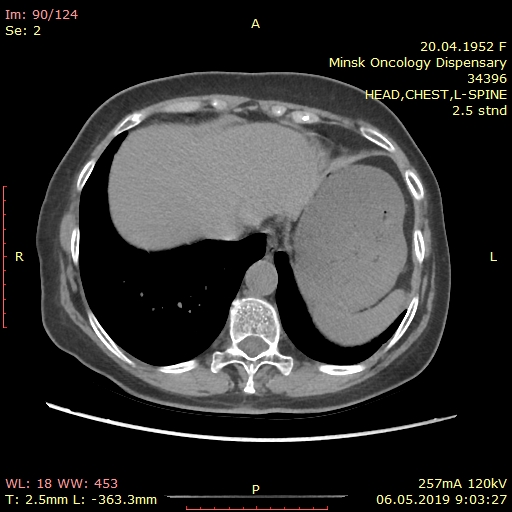 Im: 90/124
Se: 2
A
20.04.1952 F
Minsk Oncology Dispensary
34396
HEAD,CHEST,L-SPINE
2.5 stnd
R
L
WL: 18 WW: 453
T: 2.5mm L: -363.3mm
P
257mA 120kV
06.05.2019 9:03:27